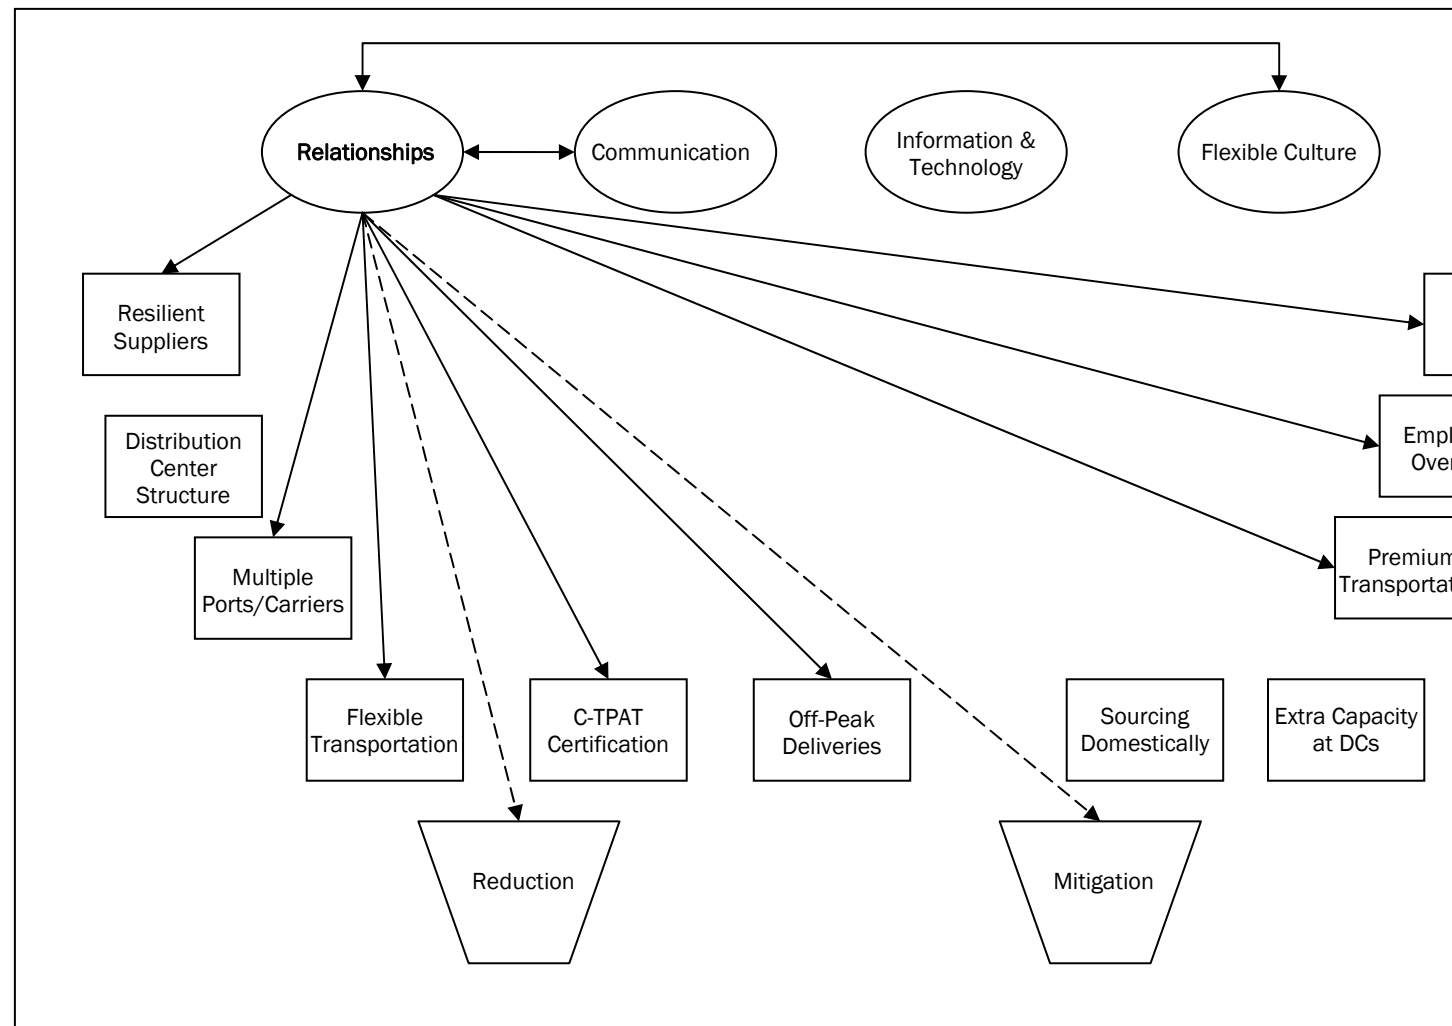 Relationships
Communication
Information &
Technology
Flexible Culture
Resilient
Suppliers
Distribution
Center
Structure
Multiple
Ports/Carriers
Premium
Flexible
Transportation
C-TPAT
Certification
Off-Peak
Deliveries
Sourcing
Domestically
Extra Capacity
at DCs
Reduction
Mitigation